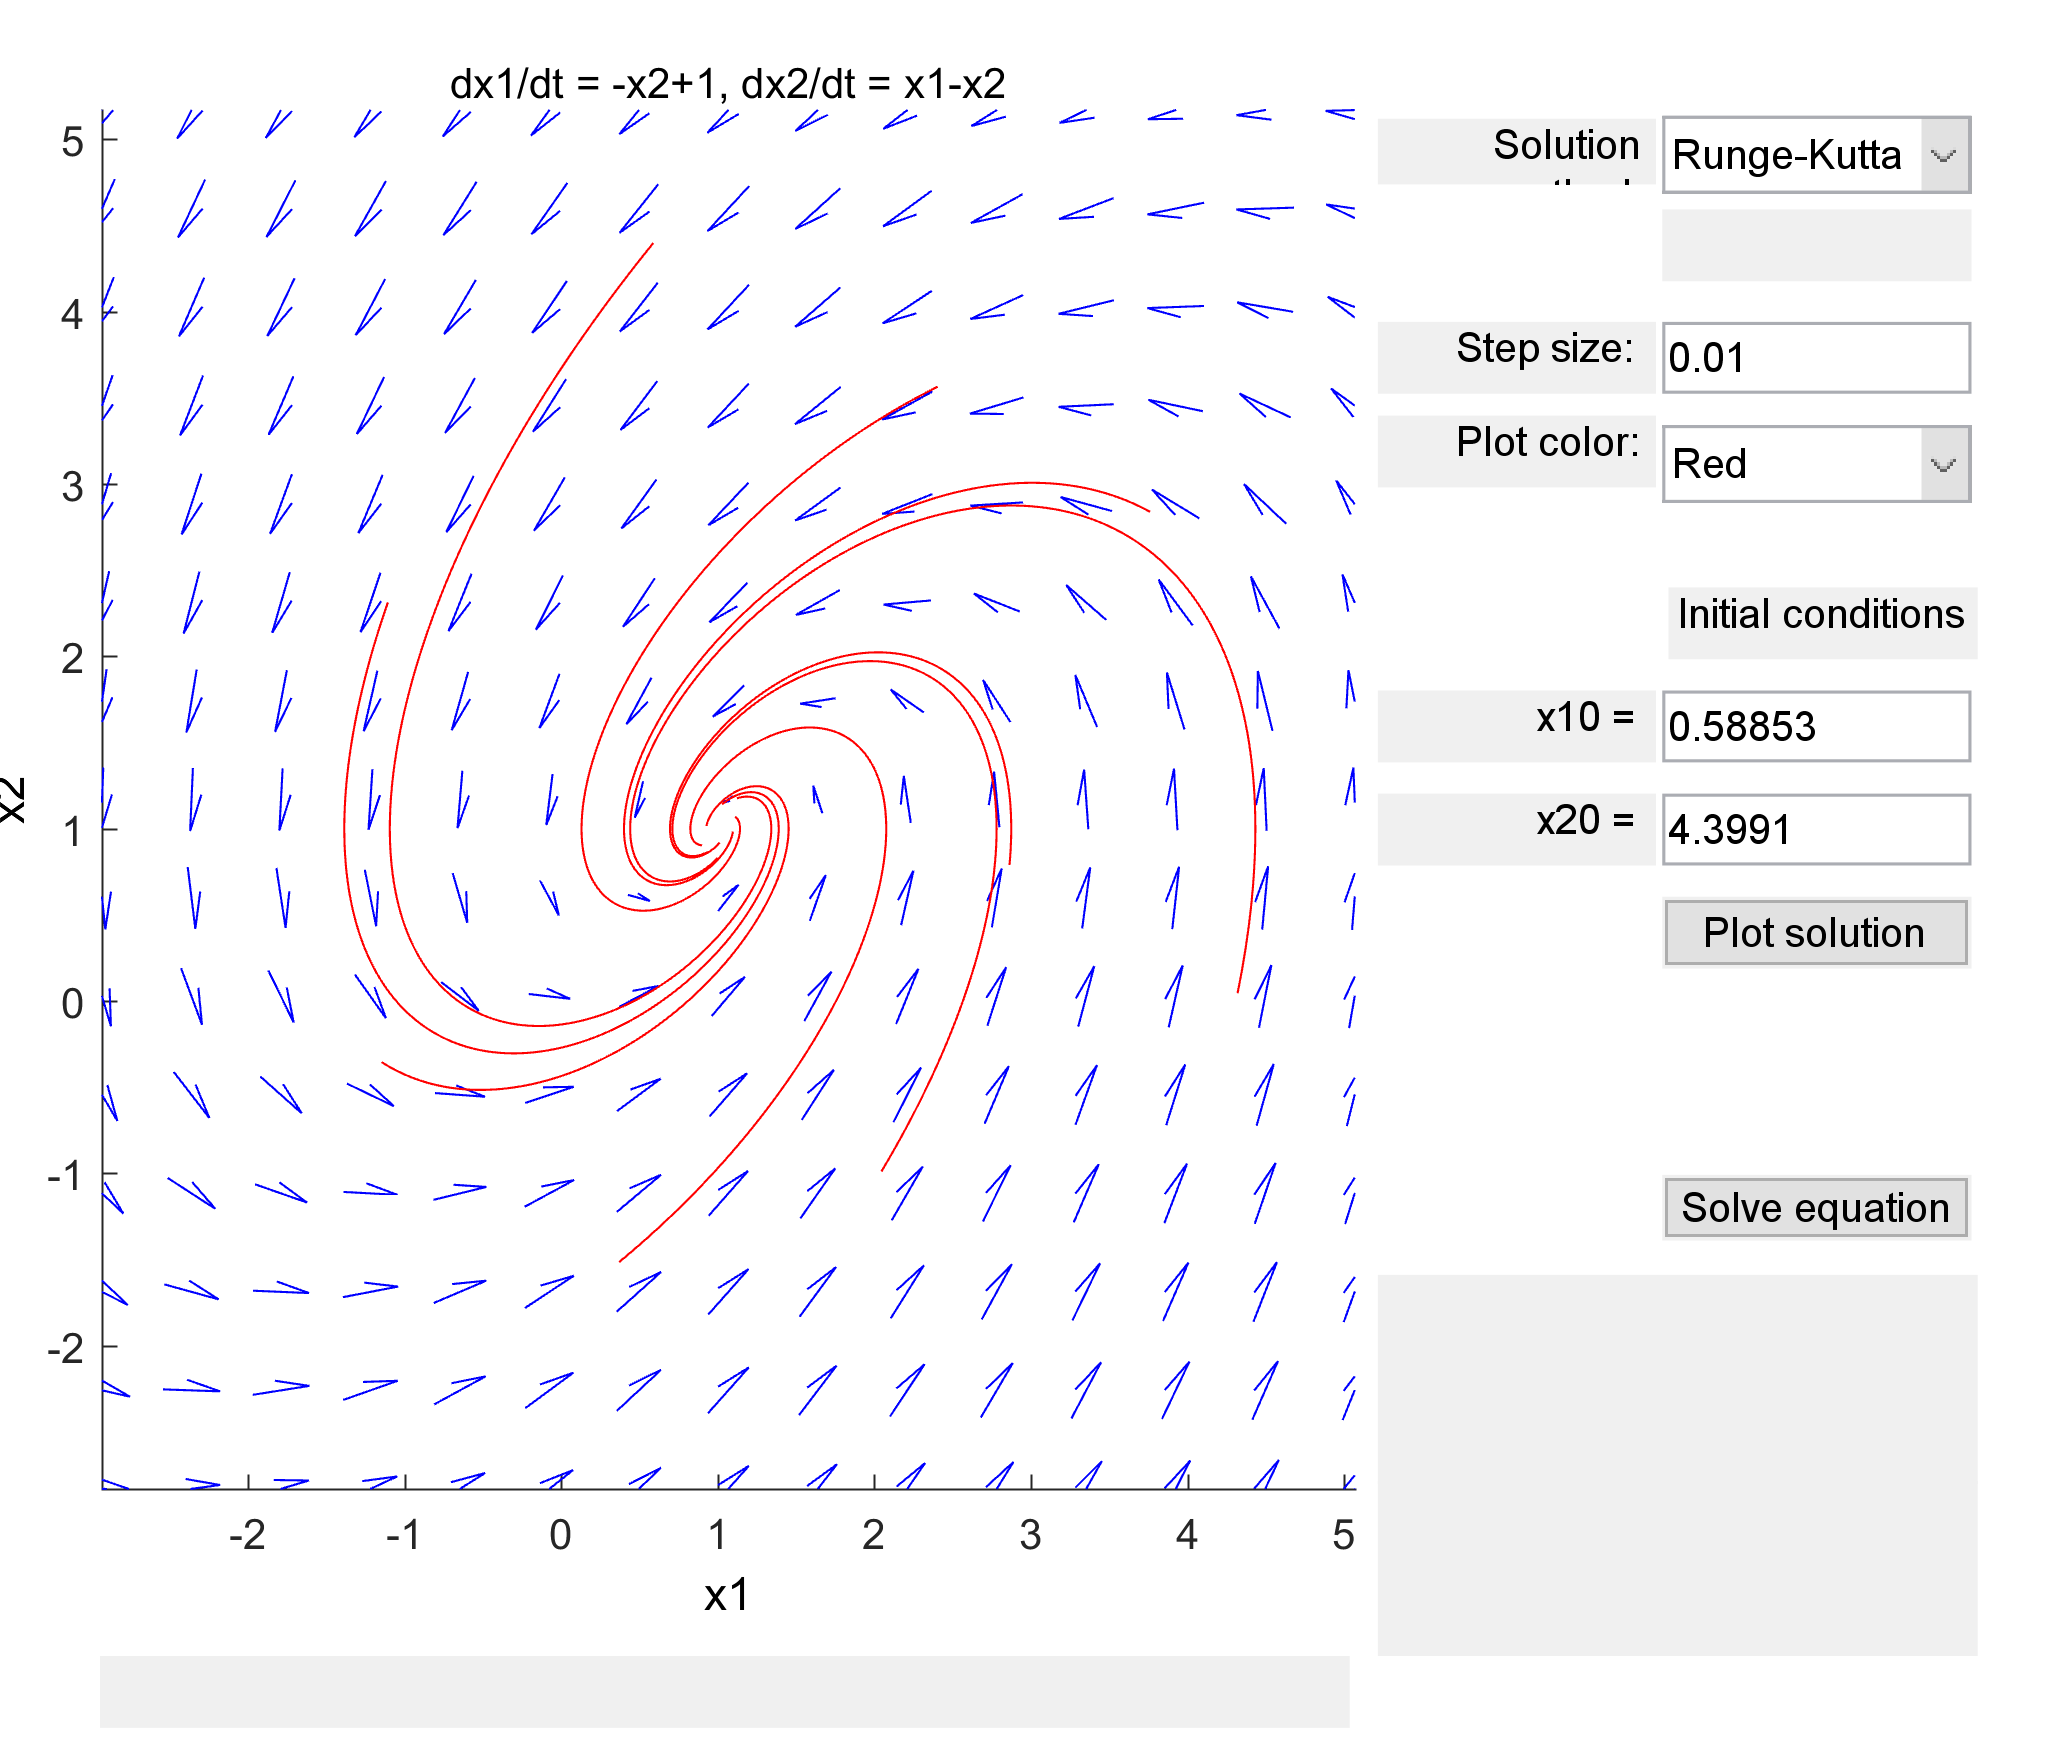 dx1/dt = -x2+1, dx2/dt = x1-x2
5
4
3
2
1
0
-1
-2
x2
-2 -1 0 1 2 3 4 5
x1
Solution
Runge-Kutta
Step size:
0.01
Plot color:
Red
Initial conditions
x10 =
0.58853
x20 =
4.3991
Plot solution
Solve equation